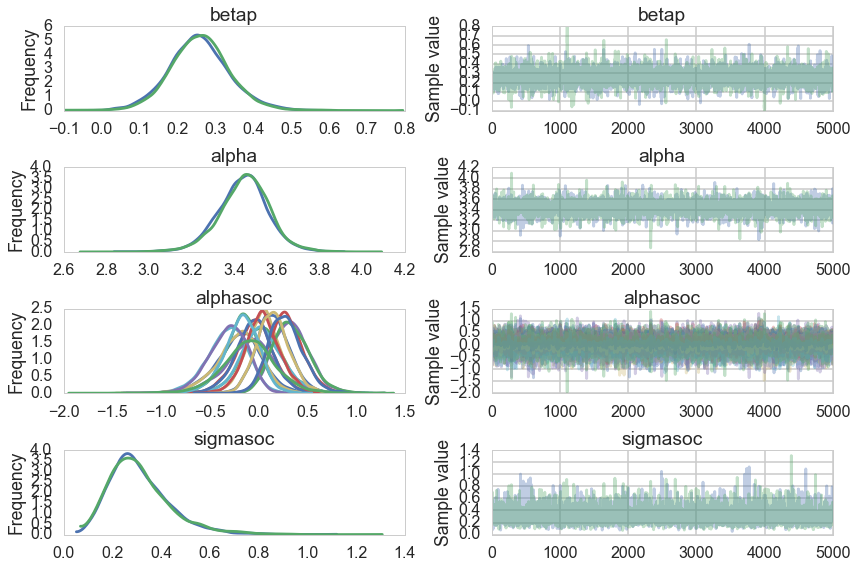 betap
betap
Frequency
6
5
4
3
2
1
0
−0.1 0.0 0.1 0.2 0.3 0.4 0.5 0.6 0.7 0.8
Sample value
0.8
0.7
0.6
0.5
0.4
0.3
0.2
0.1
0.0
−0.1
0 1000 2000 3000 4000 5000
alpha
alpha
Frequency
4.0
3.5
3.0
2.5
2.0
1.5
1.0
0.5
0.0
2.6 2.8 3.0 3.2 3.4 3.6 3.8 4.0 4.2
Sample value
4.2
4.0
3.8
3.6
3.4
3.2
3.0
2.8
2.6
0 1000 2000 3000 4000 5000
alphasoc
alphasoc
Frequency
2.5
2.0
1.5
1.0
0.5
0.0
−2.0 −1.5 −1.0 −0.5 0.0 0.5 1.0 1.5
Sample value
1.5
1.0
0.5
0.0
−0.5
−1.0
−1.5
−2.0
0 1000 2000 3000 4000 5000
sigmasoc
sigmasoc
Frequency
4.0
3.5
3.0
2.5
2.0
1.5
1.0
0.5
0.0
0.0 0.2 0.4 0.6 0.8 1.0 1.2 1.4
Sample value
1.4
1.2
1.0
0.8
0.6
0.4
0.2
0.0
0 1000 2000 3000 4000 5000